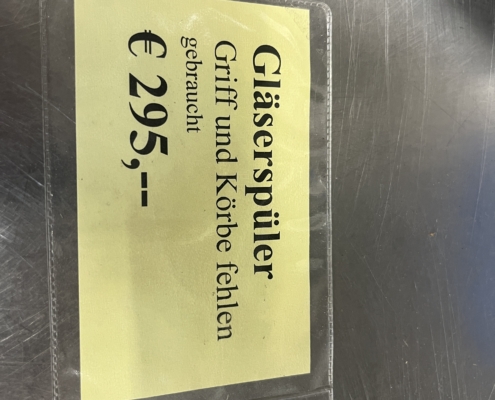 Gläserspüler
Griff und Körbe fehlen
gebraucht
€ 295,--